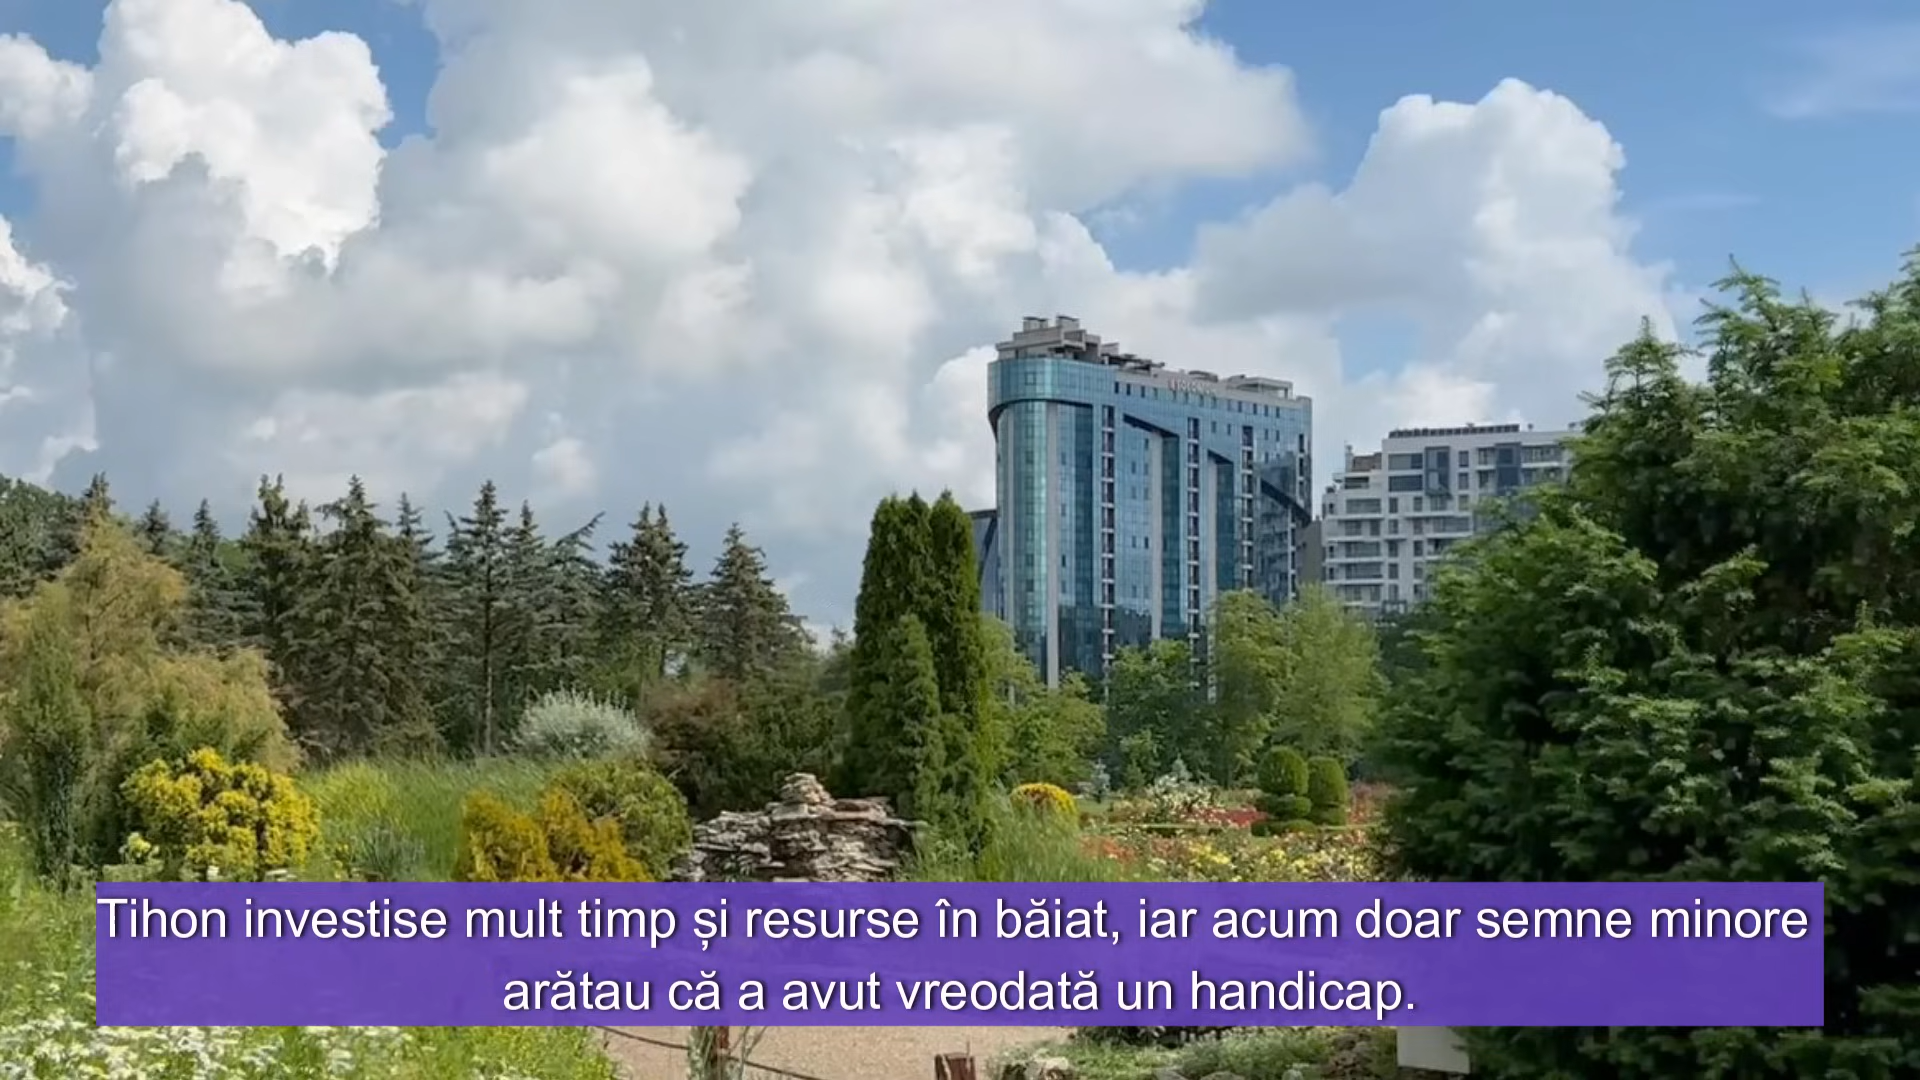 Tihon investise mult timp și resurse în băiat, iar acum doar semne minore
arătau că a avut vreodată un handicap.